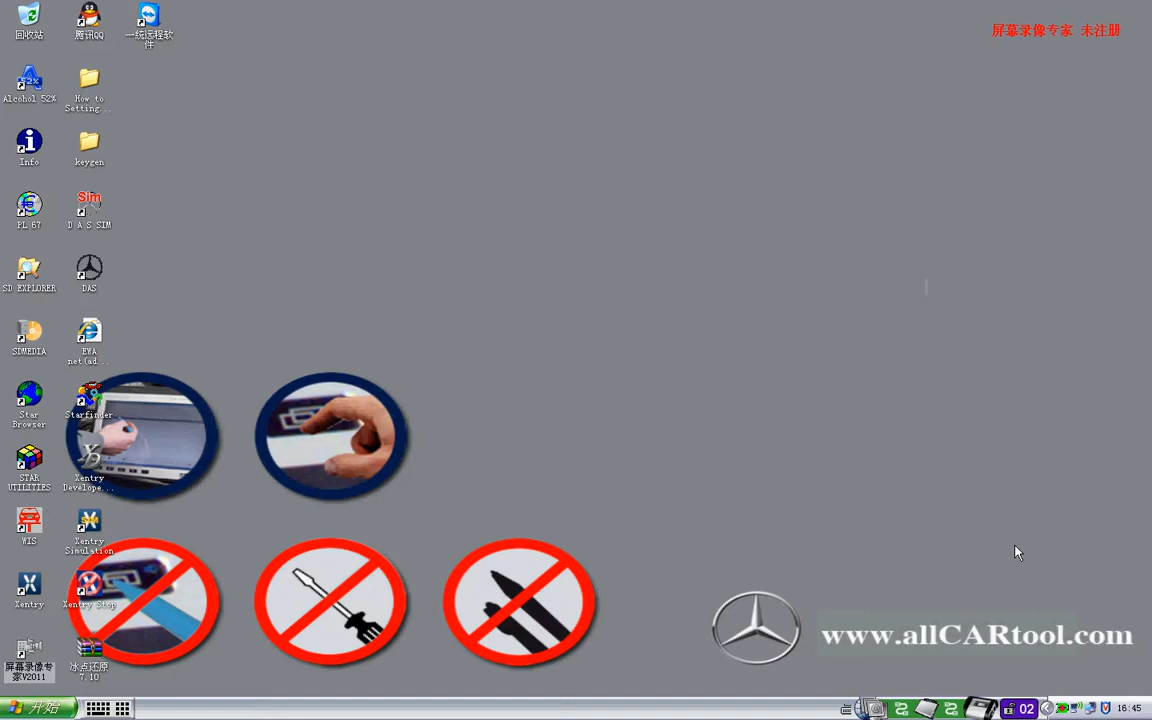 回收站
腾讯QQ
一统远程软
件
屏幕录像专家 未注册
52%
Alcohol 52%
How to
Setting...
Info
keygen
PL 67
Sim
D A S SIM
SD EXPLORER
DAS
SDMEDIA
EWA
net(ad...
Star
Browser
Starfinder
STAR
UTILITIES
Xentry
Develope...
WIS
Xentry
Simulation
Xentry
Xentry Stop
屏幕录像专
家V2011
冰点还原
7.10
www.allCARtool.com
开始
02
16:45